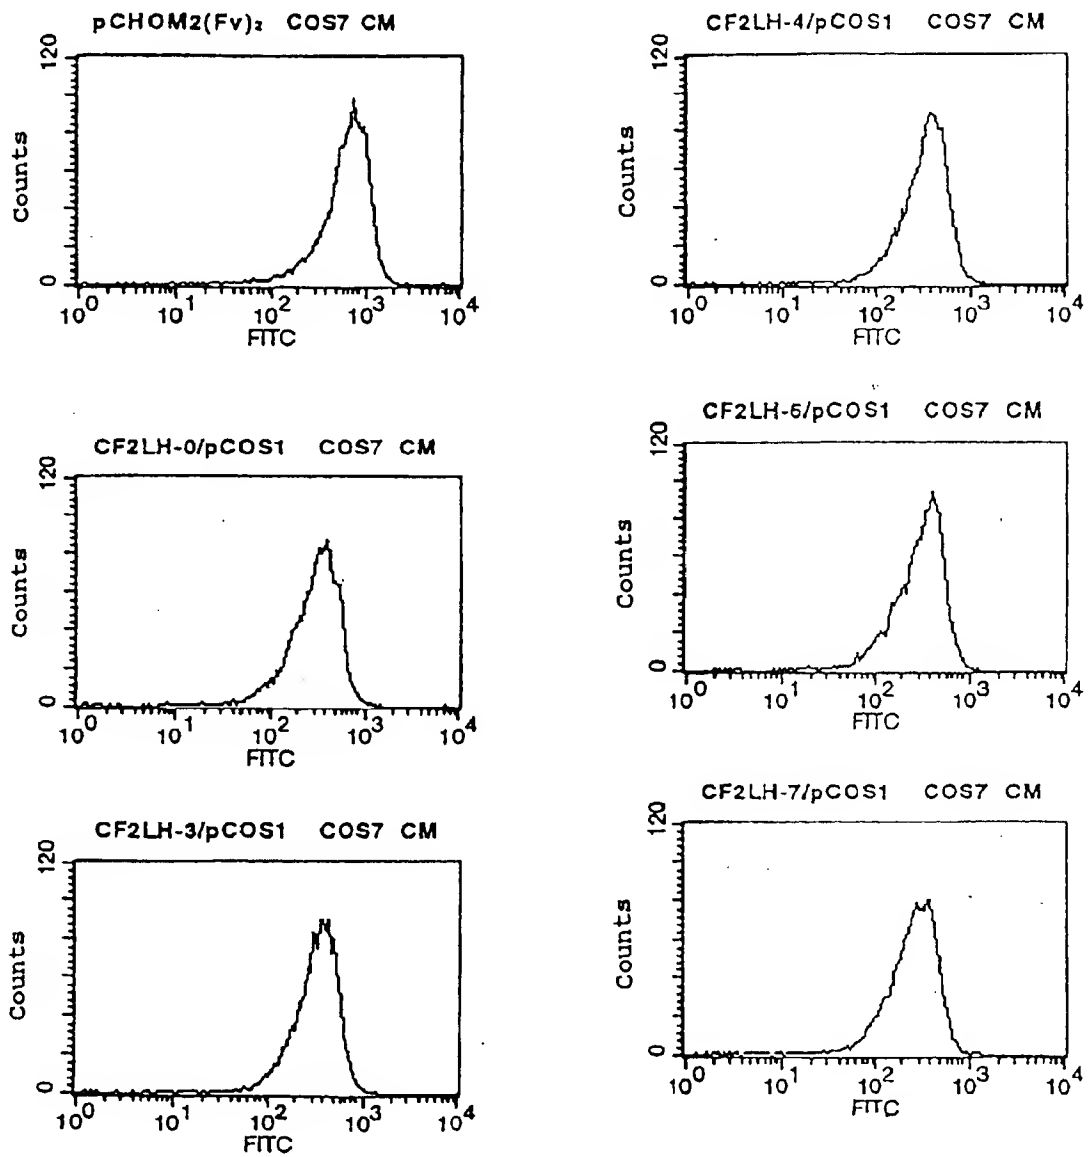 pCHOM2(Fv)₂ COS7 CM
120
Counts
0
10⁰ 10¹ 10² 10³ 10⁴
FITC
CF2LH-0/pCOS1 COS7 CM
120
Counts
0
10⁰ 10¹ 10² 10³ 10⁴
FITC
CF2LH-3/pCOS1 COS7 CM
120
Counts
0
10⁰ 10¹ 10² 10³ 10⁴
FITC
CF2LH-4/pCOS1 COS7 CM
120
Counts
0
10⁰ 10¹ 10² 10³ 10⁴
FITC
CF2LH-6/pCOS1 COS7 CM
120
Counts
0
10⁰ 10¹ 10² 10³ 10⁴
FITC
CF2LH-7/pCOS1 COS7 CM
120
Counts
0
10⁰ 10¹ 10² 10³ 10⁴
FITC